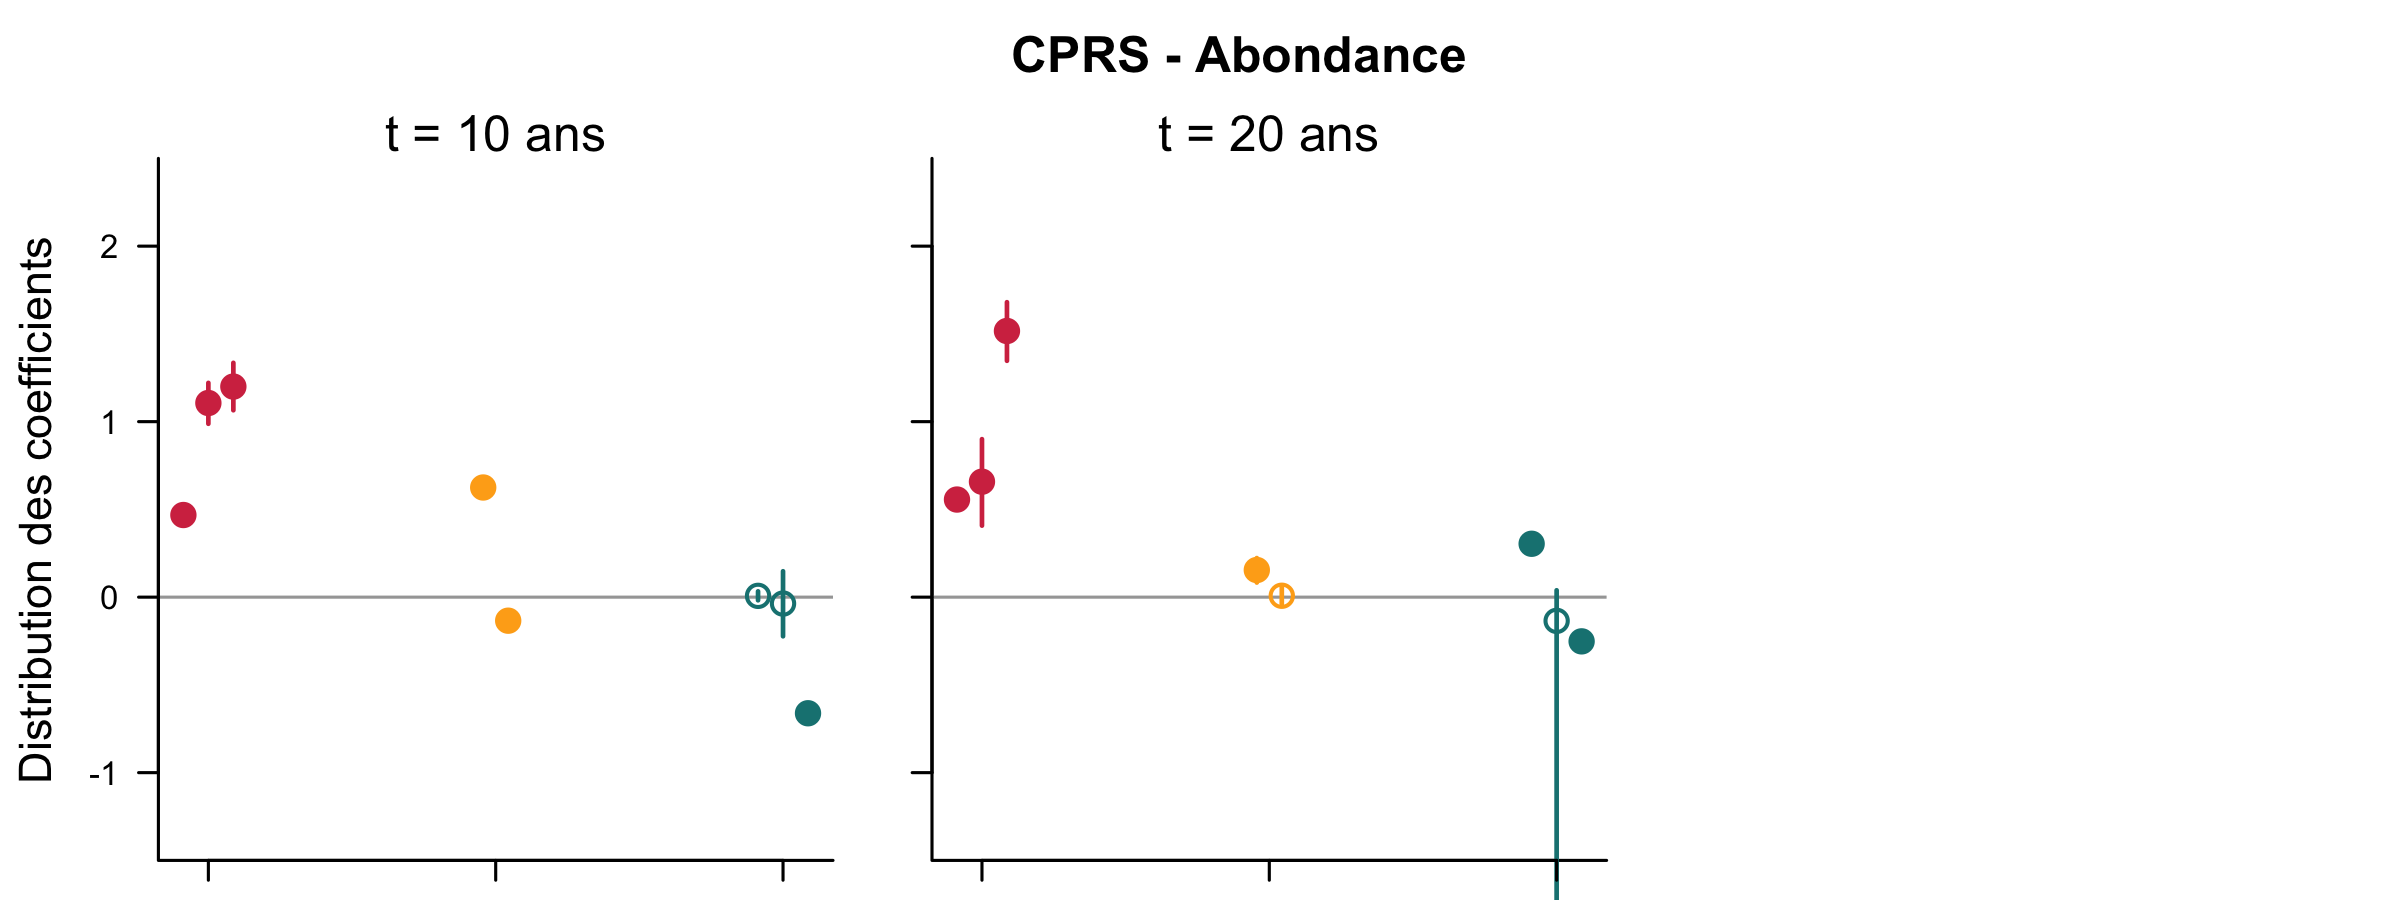 CPRS - Abondance
t = 10 ans
t = 20 ans
Distribution des coefficients
2
1
0
-1